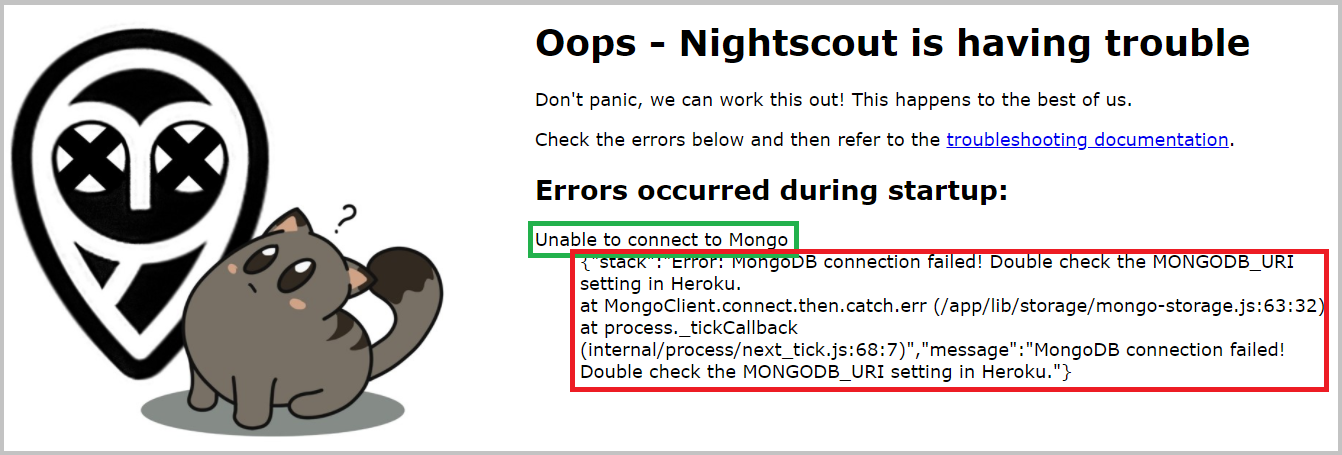 Oops - Nightscout is having trouble
Don't panic, we can work this out! This happens to the best of us.
Check the errors below and then refer to the troubleshooting documentation.
Errors occurred during startup:
Unable to connect to Mongo
{"stack":"Error: MongoDB connection failed! Double check the MONGODB_URI
setting in Heroku.
at MongoClient.connect.then.catch.err (/app/lib/storage/mongo-storage.js:63:32)
at process._tickCallback
(internal/process/next_tick.js:68:7)","message":"MongoDB connection failed!
Double check the MONGODB_URI setting in Heroku."}
?